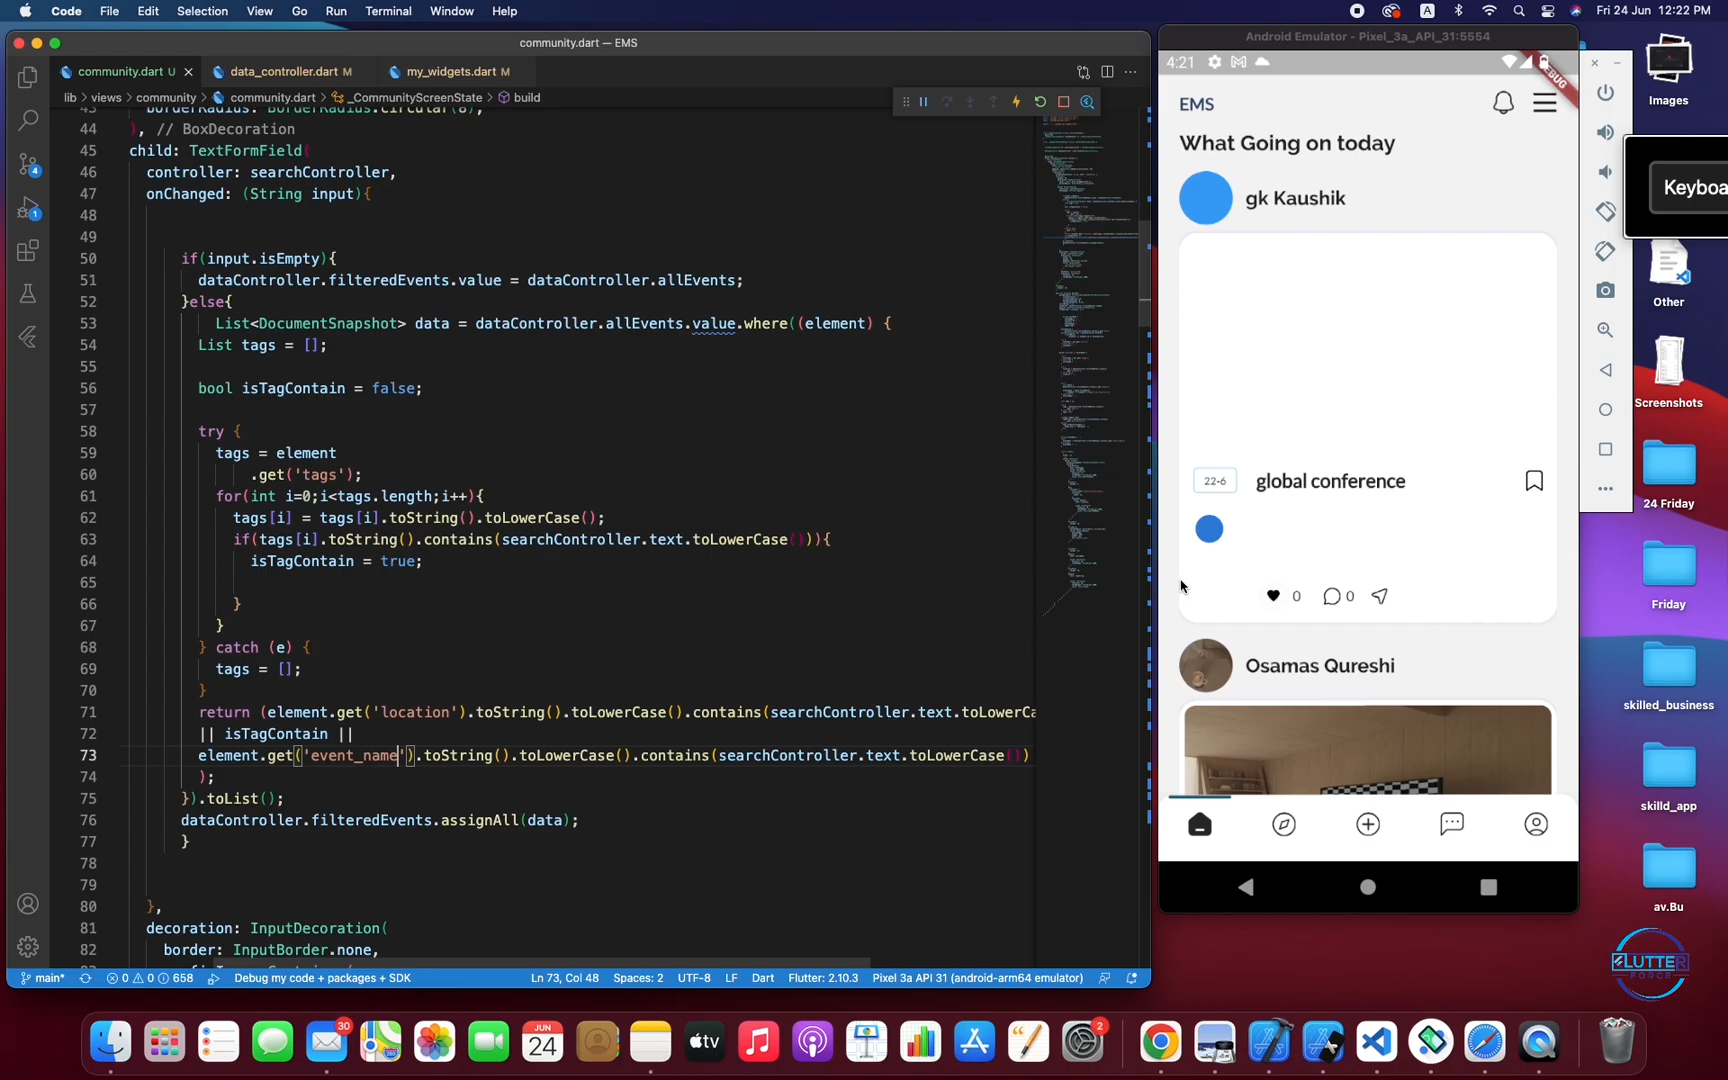 Code File Edit Selection View Go Run Terminal Window Help
A
Fri 24 Jun 12:22 PM
community.dart — EMS
community.dart U
data_controller.dart M
my_widgets.dart M
lib > views > community > community.dart > _CommunityScreenState > build
44 ), // BoxDecoration
45 child: TextFormField(
46 controller: searchController,
47 onChanged: (String input){
48
49
50 if(input.isEmpty){
51 dataController.filteredEvents.value = dataController.allEvents;
52 }else{
53 List<DocumentSnapshot> data = dataController.allEvents.value.where((element) {
54 List tags = [];
55
56 bool isTagContain = false;
57
58 try {
59 tags = element
60 .get('tags');
61 for(int i=0;i<tags.length;i++){
62 tags[i] = tags[i].toString().toLowerCase();
63 if(tags[i].toString().contains(searchController.text.toLowerCase())){
64 isTagContain = true;
65
66 }
67 }
68 } catch (e) {
69 tags = [];
70 }
71 return (element.get('location').toString().toLowerCase().contains(searchController.text.toLowerCa
72 || isTagContain ||
73 element.get('event_name').toString().toLowerCase().contains(searchController.text.toLowerCase())
74 );
75 }).toList();
76 dataController.filteredEvents.assignAll(data);
77 }
78
79
80 },
81 decoration: InputDecoration(
82 border: InputBorder.none,
4
1
main* 0 0 658 Debug my code + packages + SDK Ln 73, Col 48 Spaces: 2 UTF-8 LF Dart Flutter: 2.10.3 Pixel 3a API 31 (android-arm64 emulator)
Android Emulator - Pixel_3a_API_31:5554
4:21
EMS
What Going on today
gk Kaushik
22-6 global conference
0 0
Osamas Qureshi
Keyboa
Images
Other
Screenshots
24 Friday
Friday
skilled_business
skilld_app
av.Bu
FLUTTER
FORCE
30
JUN
24
tv
2